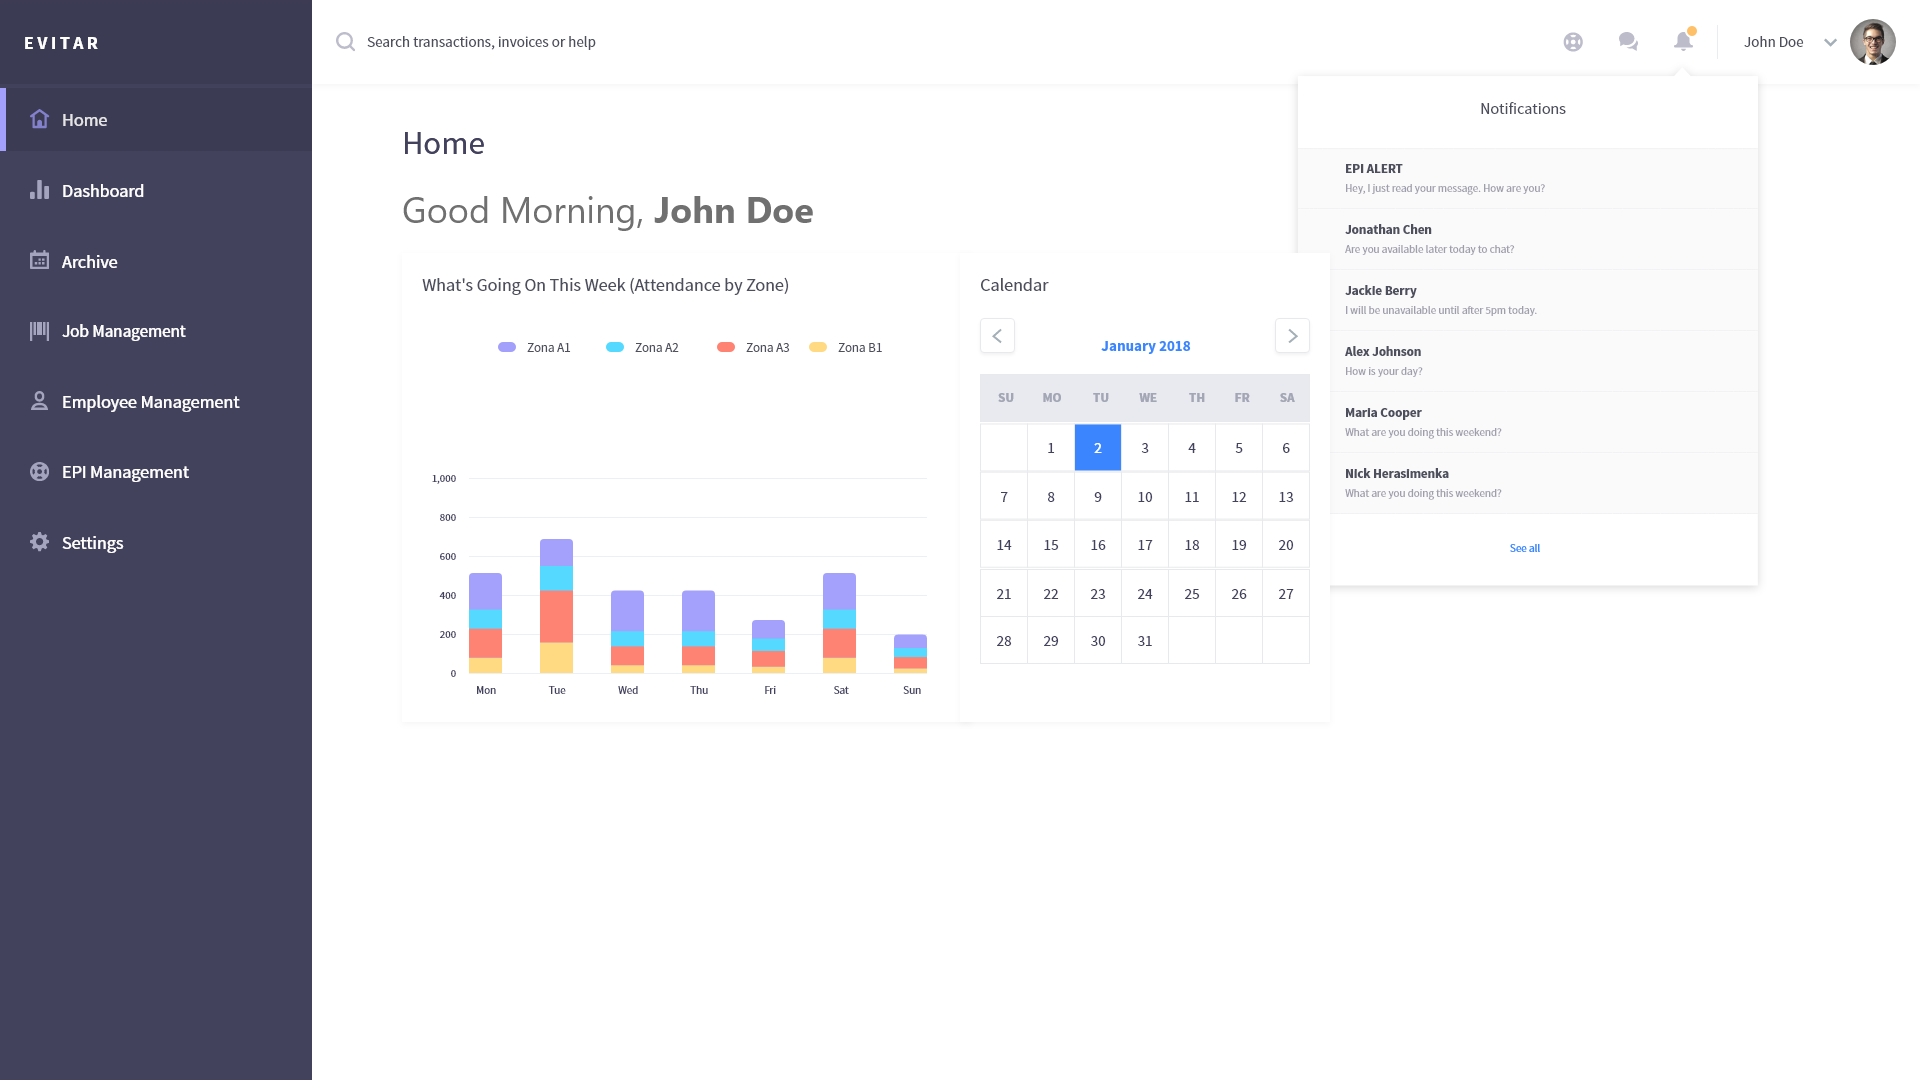 EVITAR
Search transactions, invoices or help
John Doe
Home
Dashboard
Archive
Job Management
Employee Management
EPI Management
Settings
Home
Good Morning, John Doe
What's Going On This Week (Attendance by Zone)
Zona A1 Zona A2 Zona A3 Zona B1
1,000
800
600
400
200
0
Mon Tue Wed Thu Fri Sat Sun
Calendar
January 2018
SU MO TU WE TH FR SA
1 2 3 4 5 6
7 8 9 10 11 12 13
14 15 16 17 18 19 20
21 22 23 24 25 26 27
28 29 30 31
Notifications
EPI ALERT
Hey, I just read your message. How are you?
Jonathan Chen
Are you available later today to chat?
Jackie Berry
I will be unavailable until after 5pm today.
Alex Johnson
How is your day?
Maria Cooper
What are you doing this weekend?
Nick Herasimenka
What are you doing this weekend?
See all